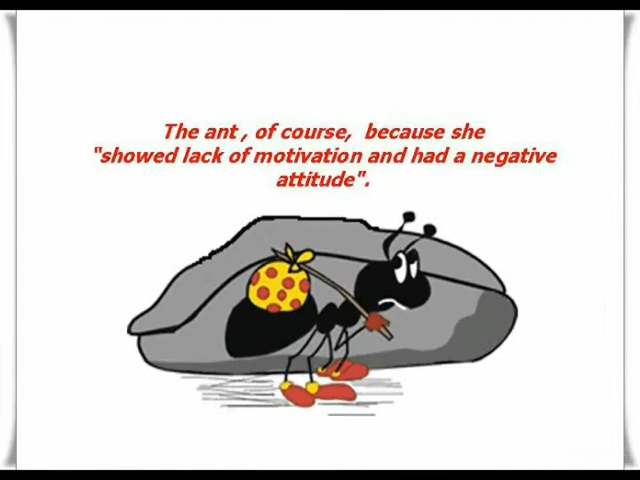 The ant , of course,  because she
"showed lack of motivation and had a negative
attitude".